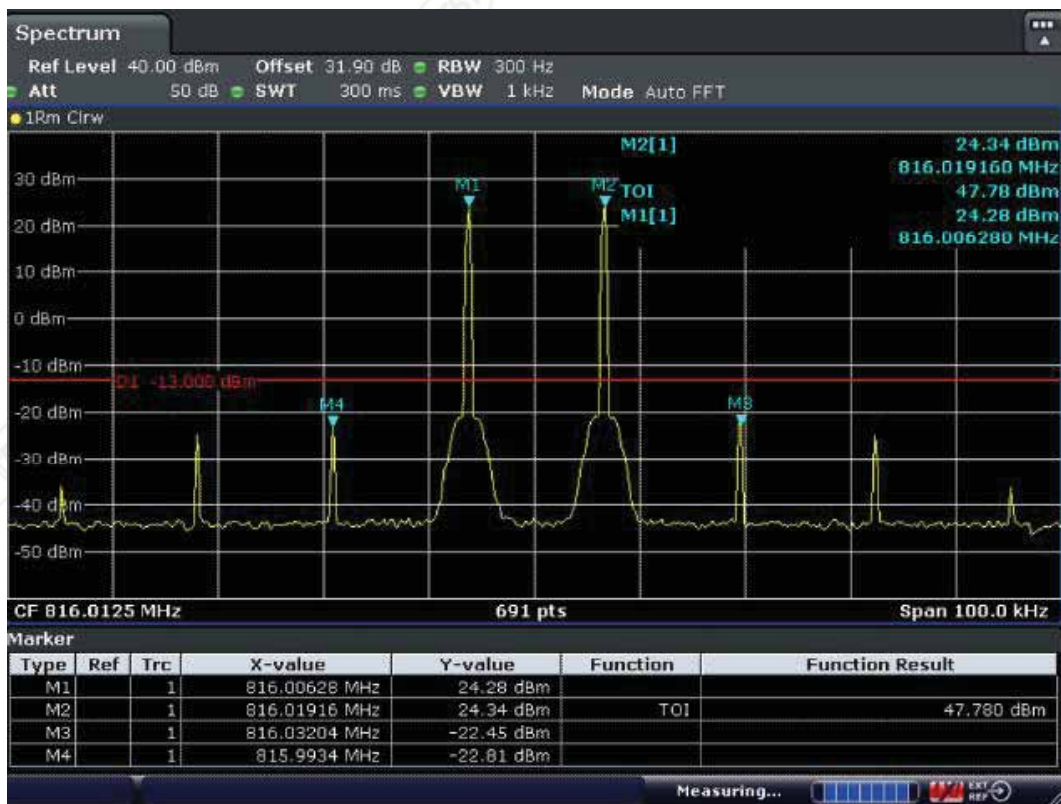 Spectrum
Ref Level 40.00 dBm Offset 31.90 dB RBW 300 Hz
Att 50 dB SWT 300 ms VBW 1 kHz Mode Auto FFT
1Rm Clrw
M2[1] 24.34 dBm
816.019160 MHz
TOI 47.78 dBm
M1[1] 24.28 dBm
816.006280 MHz
M1
M2
30 dBm
20 dBm
10 dBm
0 dBm
-10 dBm
D1 -13.000 dBm
-20 dBm
M4
M3
-30 dBm
-40 dBm
-50 dBm
CF 816.0125 MHz 691 pts Span 100.0 kHz
Marker
Type Ref Trc X-value Y-value Function Function Result
M1 1 816.00628 MHz 24.28 dBm
M2 1 816.01916 MHz 24.34 dBm TOI 47.780 dBm
M3 1 816.03204 MHz -22.45 dBm
M4 1 815.9934 MHz -22.81 dBm
Measuring... EXT
REF